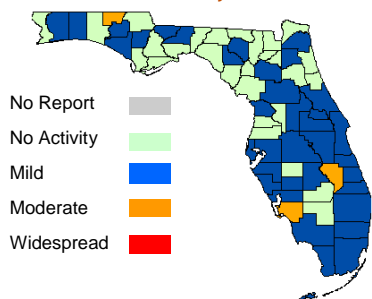 No Report
No Activity
Mild
Moderate
Widespread